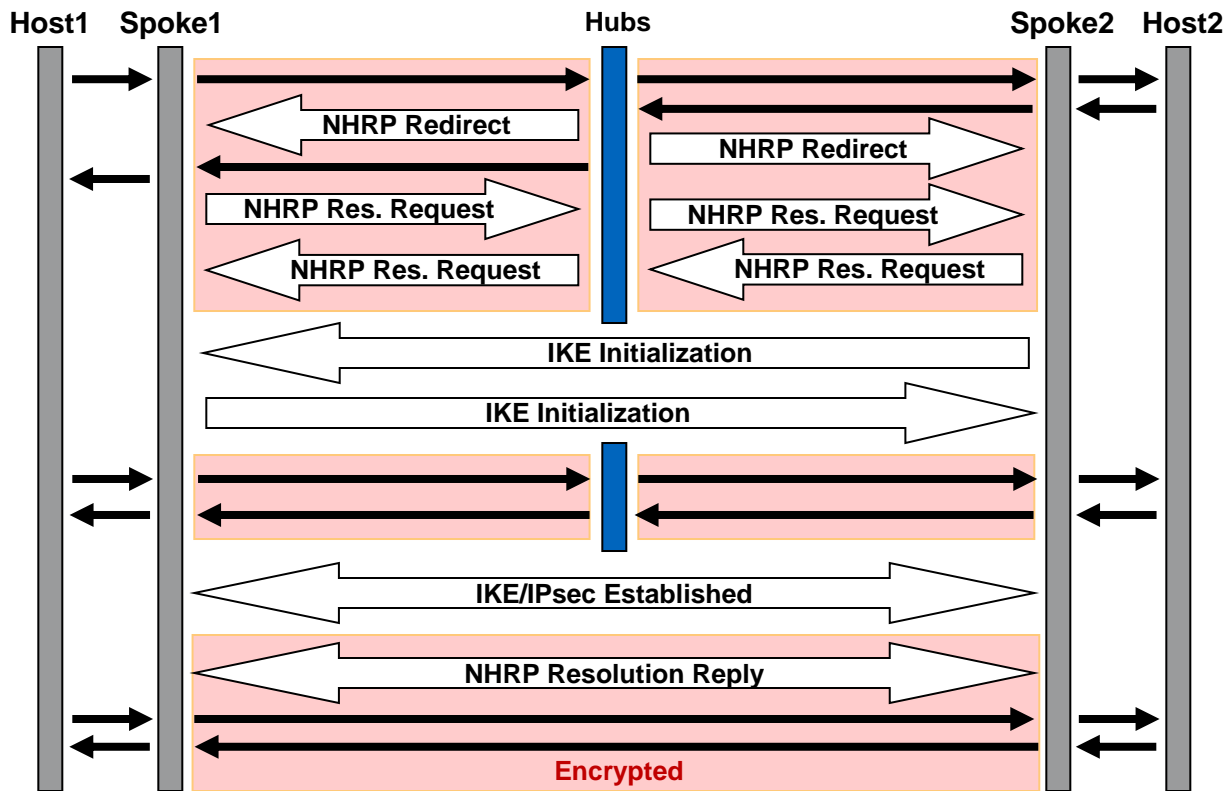 Host1
Spoke1
Hubs
Spoke2
Host2
NHRP Redirect
NHRP Redirect
NHRP Res. Request
NHRP Res. Request
NHRP Res. Request
NHRP Res. Request
IKE Initialization
IKE Initialization
IKE/IPsec Established
NHRP Resolution Reply
Encrypted